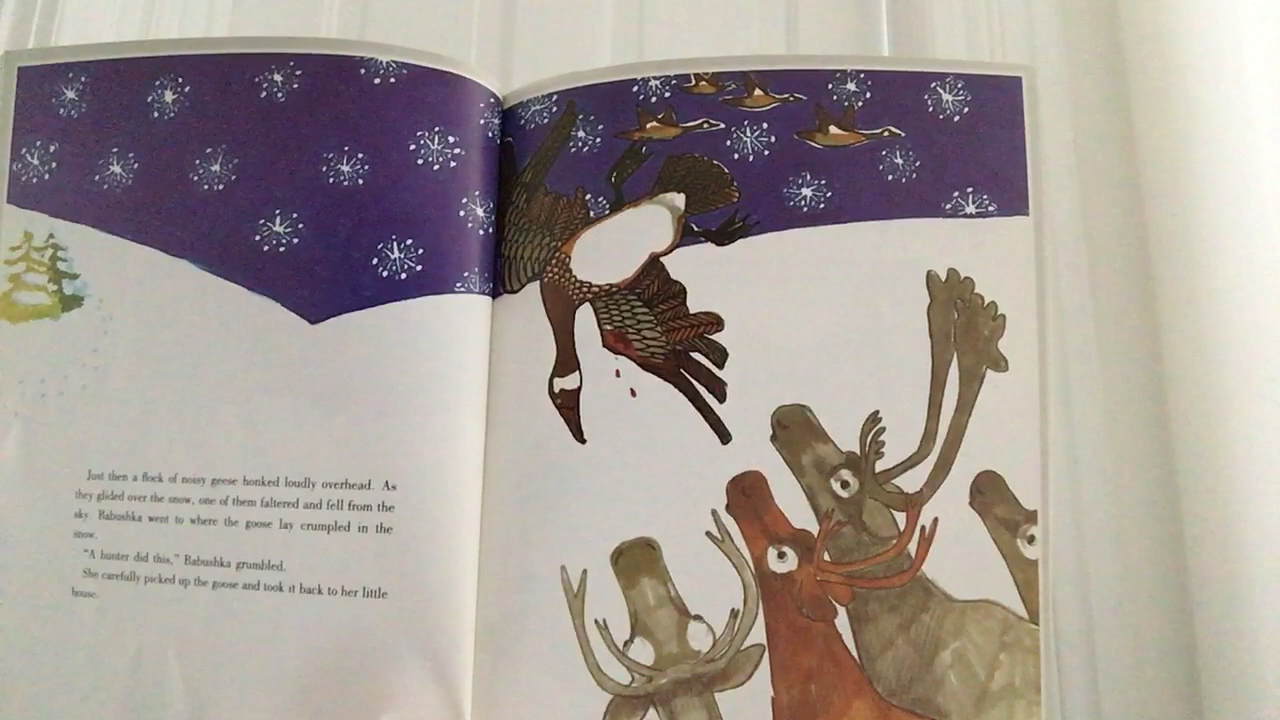 Just then a flock of noisy geese honked loudly overhead. As
they glided over the snow, one of them faltered and fell from the
sky. Babushka went to where the goose lay crumpled in the
snow.
"A hunter did this," Babushka grumbled.
She carefully picked up the goose and took it back to her little
house.